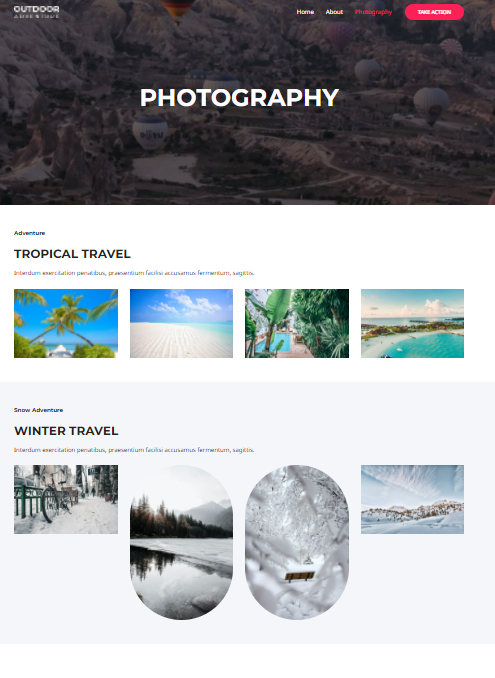 OUTDOOR
Home About Photography TAKE ACTION
PHOTOGRAPHY
Adventure
TROPICAL TRAVEL
Interdum exercitation penatibus, praesentium facilisi accusamus fermentum, sagittis.
Snow Adventure
WINTER TRAVEL
Interdum exercitation penatibus, praesentium facilisi accusamus fermentum, sagittis.